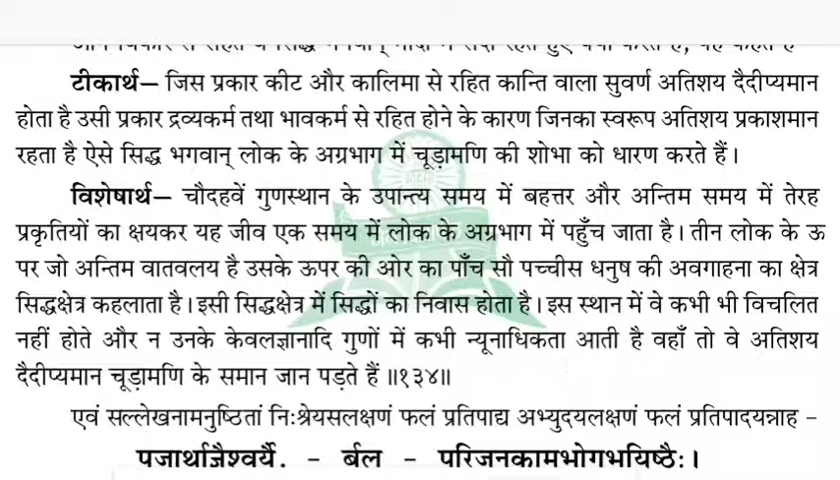 टीकार्थ— जिस प्रकार कीट और कालिमा से रहित कान्ति वाला सुवर्ण अतिशय दैदीप्यमान
होता है उसी प्रकार द्रव्यकर्म तथा भावकर्म से रहित होने के कारण जिनका स्वरूप अतिशय प्रकाशमान
रहता है ऐसे सिद्ध भगवान् लोक के अग्रभाग में चूड़ामणि की शोभा को धारण करते हैं।
विशेषार्थ— चौदहवें गुणस्थान के उपान्त्य समय में बहत्तर और अन्तिम समय में तेरह
प्रकृतियों का क्षयकर यह जीव एक समय में लोक के अग्रभाग में पहुँच जाता है। तीन लोक के ऊ
पर जो अन्तिम वातवलय है उसके ऊपर की ओर का पाँच सौ पच्चीस धनुष की अवगाहना का क्षेत्र
सिद्धक्षेत्र कहलाता है। इसी सिद्धक्षेत्र में सिद्धों का निवास होता है। इस स्थान में वे कभी भी विचलित
नहीं होते और न उनके केवलज्ञानादि गुणों में कभी न्यूनाधिकता आती है वहाँ तो वे अतिशय
दैदीप्यमान चूड़ामणि के समान जान पड़ते हैं ॥१३४॥
एवं सल्लेखनामनुष्ठितां निःश्रेयसलक्षणं फलं प्रतिपाद्य अभ्युदयलक्षणं फलं प्रतिपादयन्नाह –
– र्बल – परिजनकामभोगभयिष्ठैः।